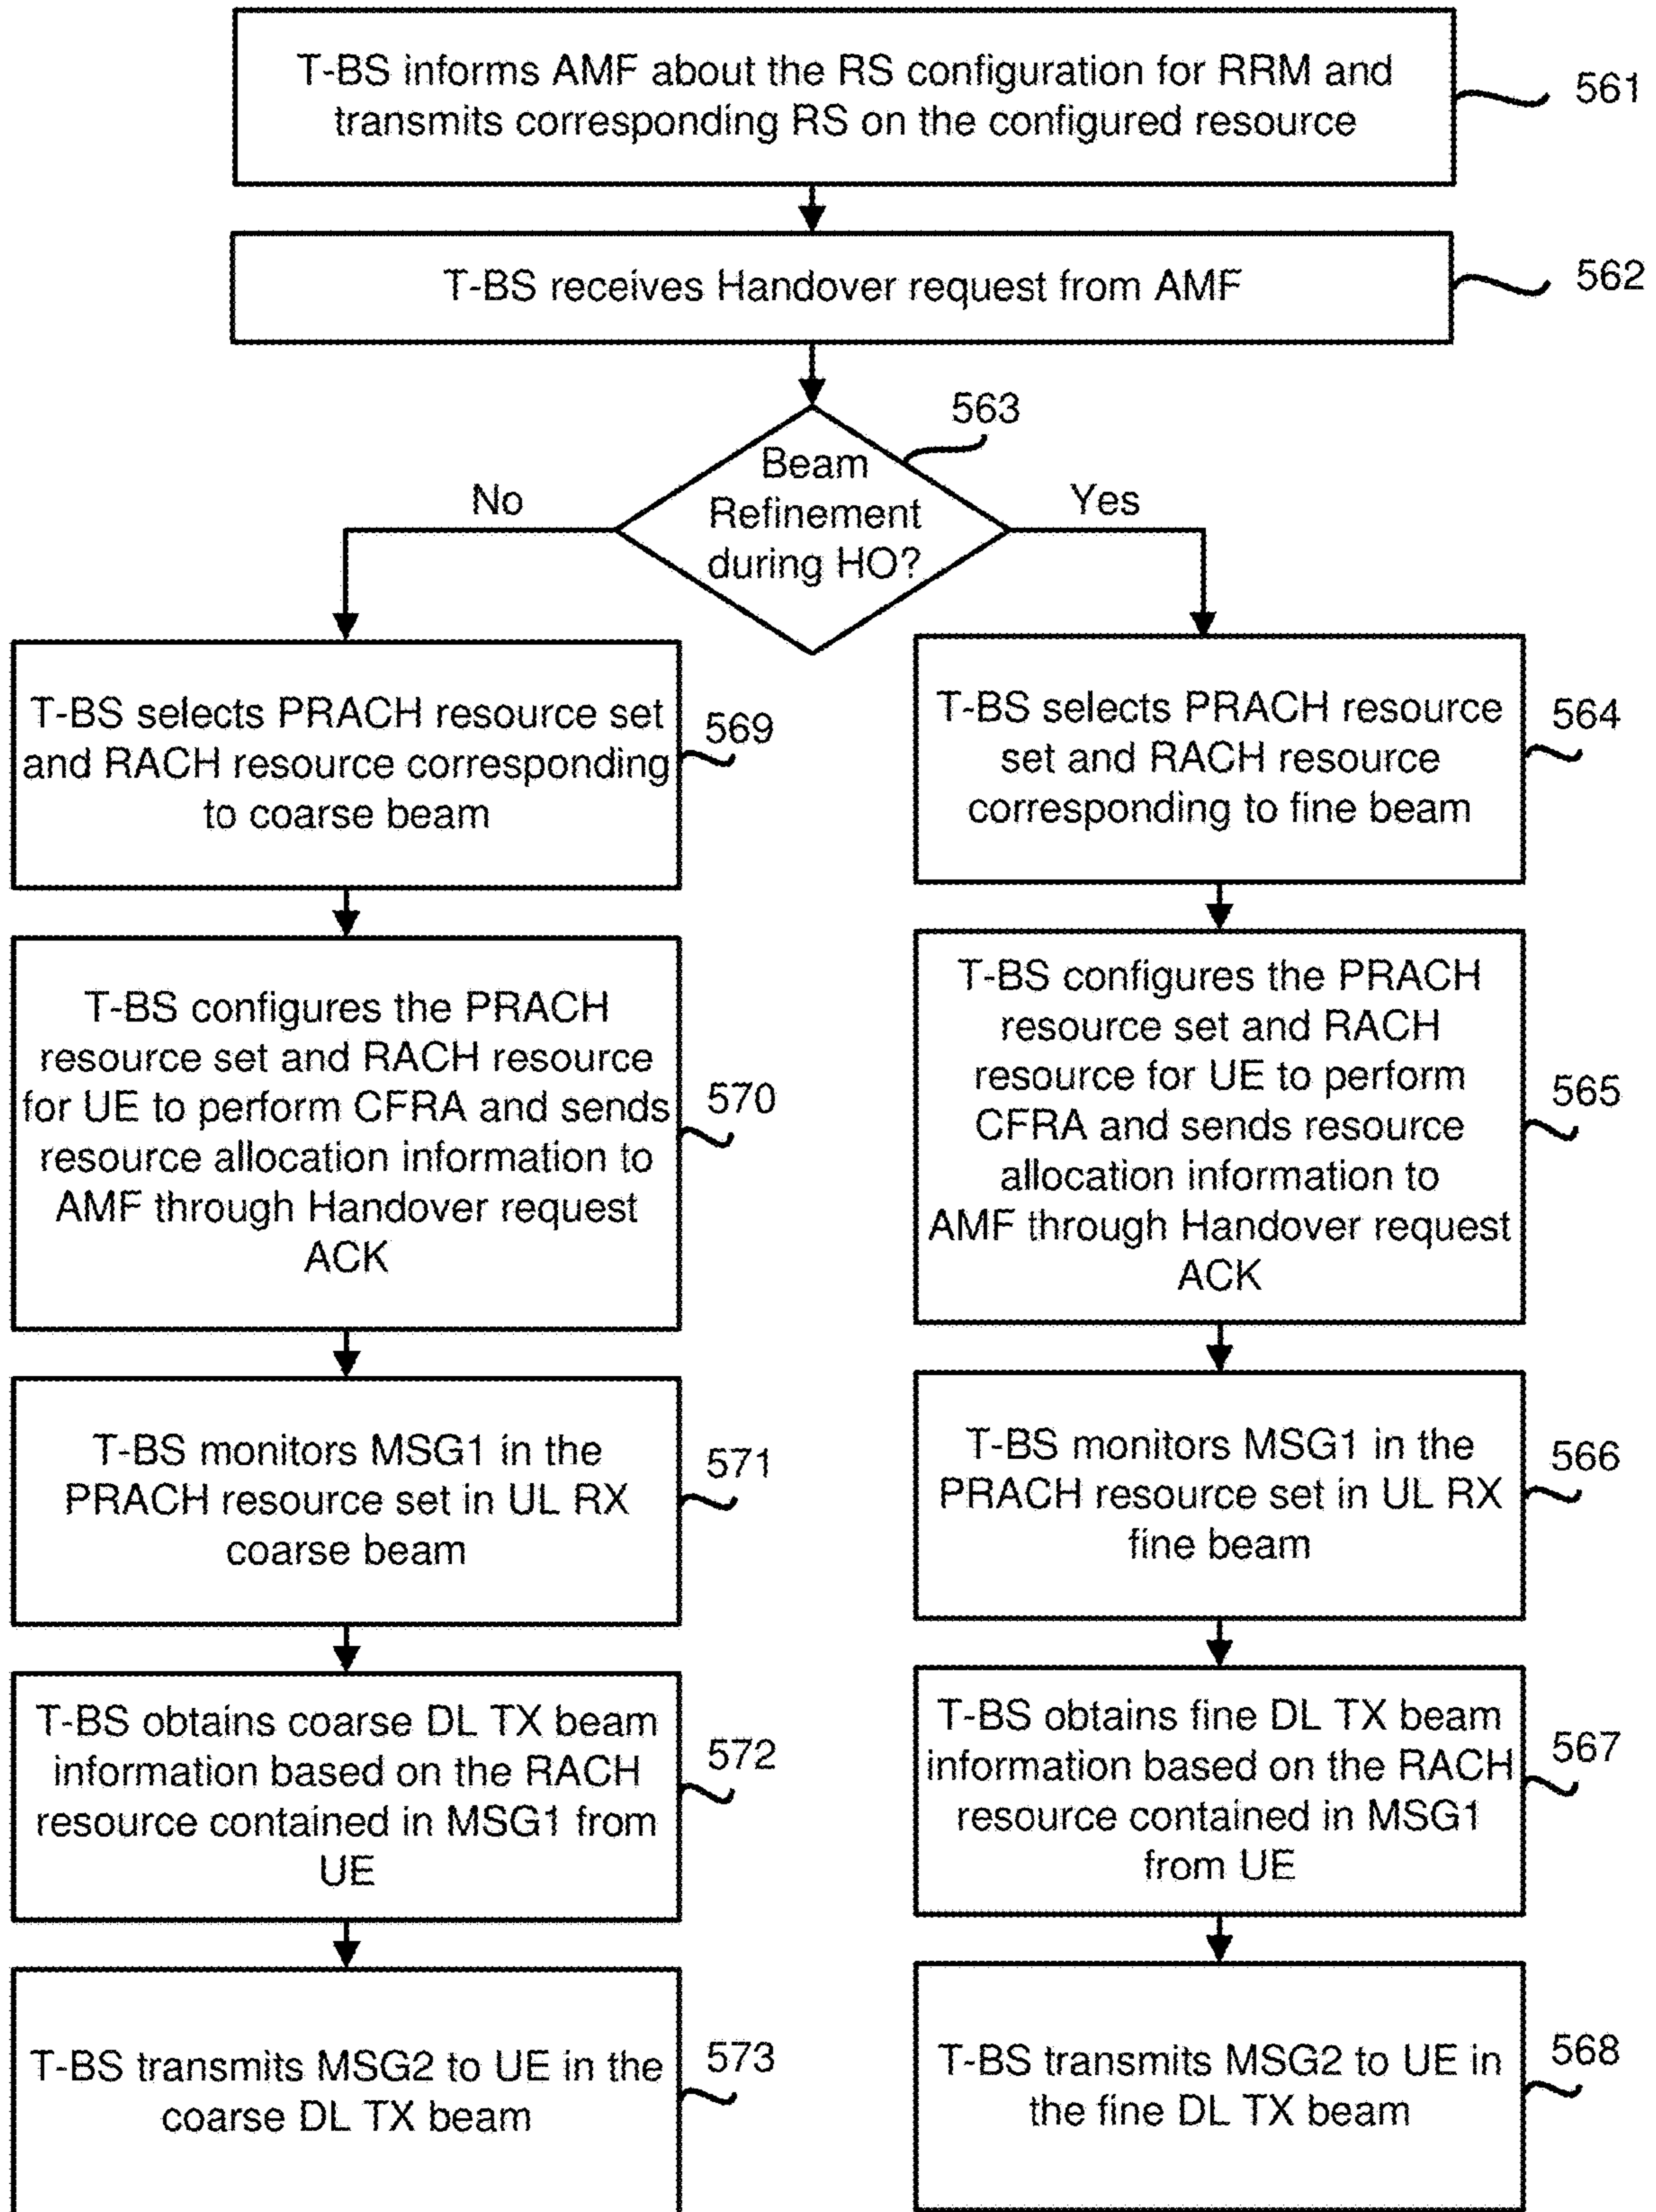 T-BS informs AMF about the RS configuration for RRM and
transmits corresponding RS on the configured resource
561
T-BS receives Handover request from AMF
562
563
Beam
Refinement
during HO?
No
Yes
T-BS selects PRACH resource set
and RACH resource corresponding
to coarse beam
569
T-BS selects PRACH resource
set and RACH resource
corresponding to fine beam
564
T-BS configures the PRACH
resource set and RACH resource
for UE to perform CFRA and sends
resource allocation information to
AMF through Handover request
ACK
570
T-BS configures the PRACH
resource set and RACH
resource for UE to perform
CFRA and sends resource
allocation information to
AMF through Handover request
ACK
565
T-BS monitors MSG1 in the
PRACH resource set in UL RX
coarse beam
571
T-BS monitors MSG1 in the
PRACH resource set in UL RX
fine beam
566
T-BS obtains coarse DL TX beam
information based on the RACH
resource contained in MSG1 from
UE
572
T-BS obtains fine DL TX beam
information based on the RACH
resource contained in MSG1
from UE
567
T-BS transmits MSG2 to UE in the
coarse DL TX beam
573
T-BS transmits MSG2 to UE in
the fine DL TX beam
568